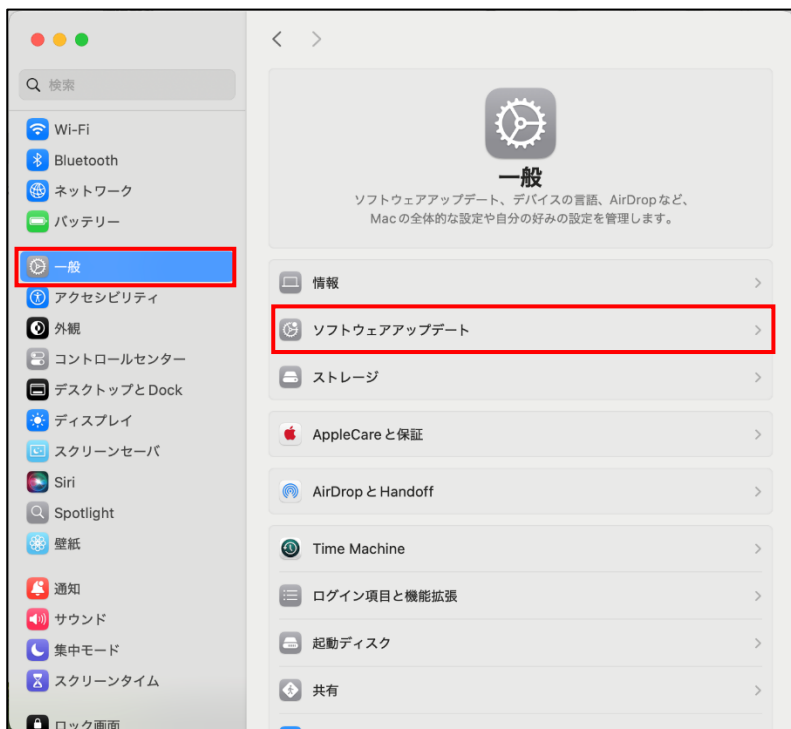 検索
Wi-Fi
Bluetooth
ネットワーク
バッテリー
一般
アクセシビリティ
外観
コントロールセンター
デスクトップとDock
ディスプレイ
スクリーンセーバ
Siri
Spotlight
壁紙
通知
サウンド
集中モード
スクリーンタイム
ロック画面
一般
ソフトウェアアップデート、デバイスの言語、AirDropなど、
Macの全体的な設定や自分の好みの設定を管理します。
情報
ソフトウェアアップデート
ストレージ
AppleCareと保証
AirDropとHandoff
Time Machine
ログイン項目と機能拡張
起動ディスク
共有